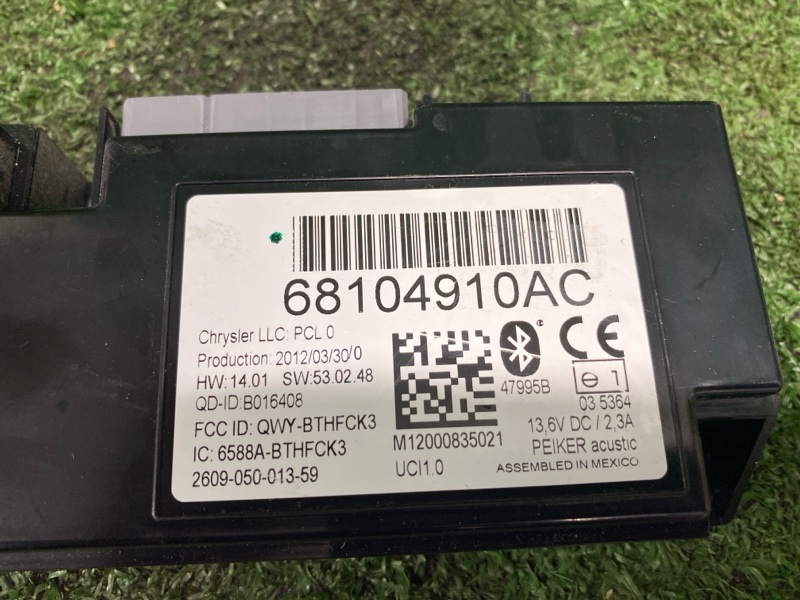 68104910AC
Chrysler LLC: PCL 0
Production: 2012/03/30/0
HW: 14.01 SW:53.02.48
QD-ID:B016408
FCC ID: QWY-BTHFCK3
IC: 6588A-BTHFCK3
2609-050-013-59
M12000835021
UCI1.0
47995B
CE
e 1
03 5364
13,6V DC / 2,3A
PEIKER acustic
ASSEMBLED IN MEXICO